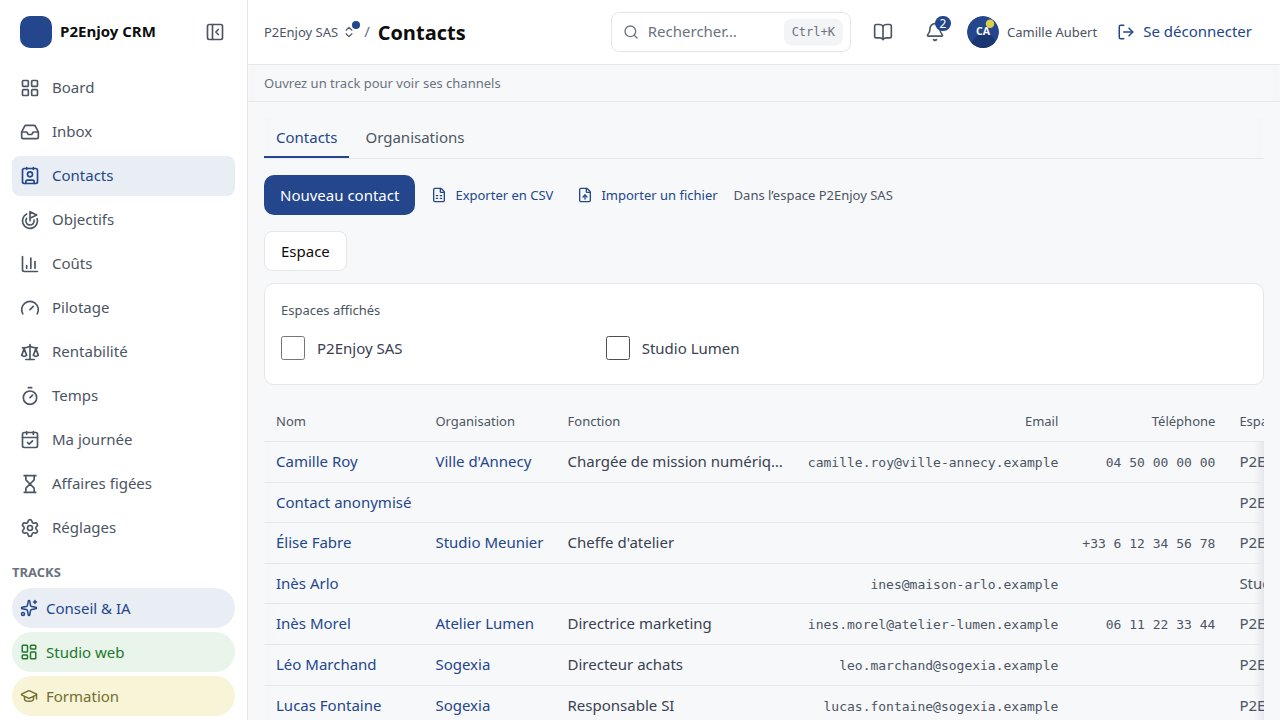 P2Enjoy CRM
P2Enjoy SAS / Contacts
Rechercher... Ctrl+K
2
CA Camille Aubert
Se déconnecter
Board
Inbox
Contacts
Objectifs
Coûts
Pilotage
Rentabilité
Temps
Ma journée
Affaires figées
Réglages
TRACKS
Conseil & IA
Studio web
Formation
Ouvrez un track pour voir ses channels
Contacts Organisations
Nouveau contact Exporter en CSV Importer un fichier Dans l'espace P2Enjoy SAS
Espace
Espaces affichés
P2Enjoy SAS Studio Lumen
Nom Organisation Fonction Email Téléphone Espa
Camille Roy Ville d'Annecy Chargée de mission numériq... camille.roy@ville-annecy.example 04 50 00 00 00 P2E
Contact anonymisé P2E
Élise Fabre Studio Meunier Cheffe d'atelier +33 6 12 34 56 78 P2E
Inès Arlo ines@maison-arlo.example Stu
Inès Morel Atelier Lumen Directrice marketing ines.morel@atelier-lumen.example 06 11 22 33 44 P2E
Léo Marchand Sogexia Directeur achats leo.marchand@sogexia.example P2E
Lucas Fontaine Sogexia Responsable SI lucas.fontaine@sogexia.example P2E